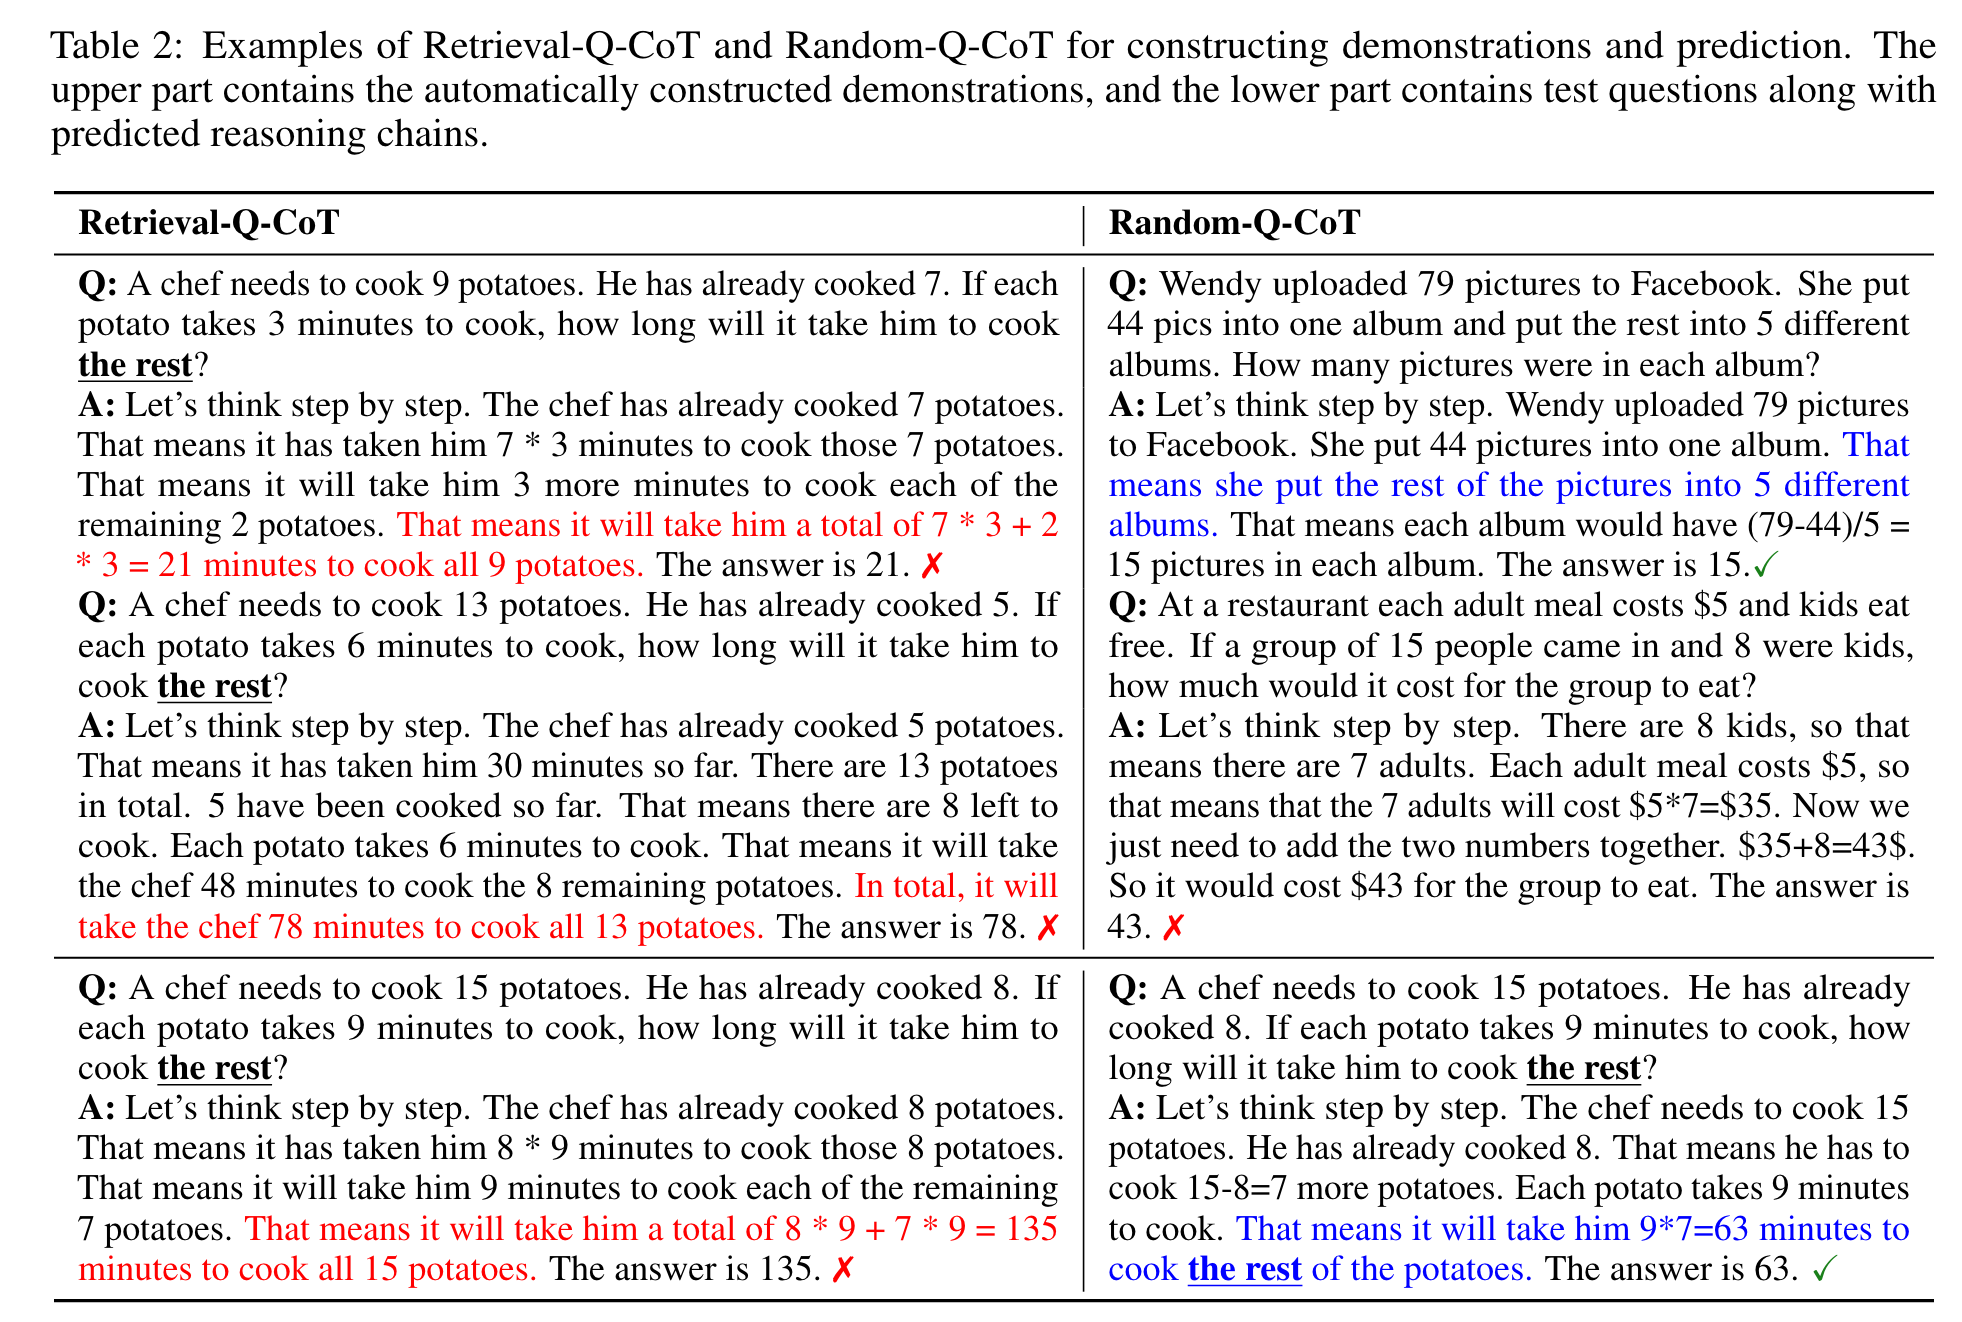 Table 2: Examples of Retrieval-Q-CoT and Random-Q-CoT for constructing demonstrations and prediction. The
upper part contains the automatically constructed demonstrations, and the lower part contains test questions along with
predicted reasoning chains.
Retrieval-Q-CoT
Q: A chef needs to cook 9 potatoes. He has already cooked 7. If each
potato takes 3 minutes to cook, how long will it take him to cook
the rest?
A: Let's think step by step. The chef has already cooked 7 potatoes.
That means it has taken him 7 * 3 minutes to cook those 7 potatoes.
That means it will take him 3 more minutes to cook each of the
remaining 2 potatoes. That means it will take him a total of 7 * 3 + 2
* 3 = 21 minutes to cook all 9 potatoes. The answer is 21. ✗
Q: A chef needs to cook 13 potatoes. He has already cooked 5. If
each potato takes 6 minutes to cook, how long will it take him to
cook the rest?
A: Let's think step by step. The chef has already cooked 5 potatoes.
That means it has taken him 30 minutes so far. There are 13 potatoes
in total. 5 have been cooked so far. That means there are 8 left to
cook. Each potato takes 6 minutes to cook. That means it will take
the chef 48 minutes to cook the 8 remaining potatoes. In total, it will
take the chef 78 minutes to cook all 13 potatoes. The answer is 78. ✗
Q: A chef needs to cook 15 potatoes. He has already cooked 8. If
each potato takes 9 minutes to cook, how long will it take him to
cook the rest?
A: Let's think step by step. The chef has already cooked 8 potatoes.
That means it has taken him 8 * 9 minutes to cook those 8 potatoes.
That means it will take him 9 minutes to cook each of the remaining
7 potatoes. That means it will take him a total of 8 * 9 + 7 * 9 = 135
minutes to cook all 15 potatoes. The answer is 135. ✗
Random-Q-CoT
Q: Wendy uploaded 79 pictures to Facebook. She put
44 pics into one album and put the rest into 5 different
albums. How many pictures were in each album?
A: Let's think step by step. Wendy uploaded 79 pictures
to Facebook. She put 44 pictures into one album. That
means she put the rest of the pictures into 5 different
albums. That means each album would have (79-44)/5 =
15 pictures in each album. The answer is 15.✓
Q: At a restaurant each adult meal costs $5 and kids eat
free. If a group of 15 people came in and 8 were kids,
how much would it cost for the group to eat?
A: Let's think step by step. There are 8 kids, so that
means there are 7 adults. Each adult meal costs $5, so
that means that the 7 adults will cost $5*7=$35. Now we
just need to add the two numbers together. $35+8=43$.
So it would cost $43 for the group to eat. The answer is
43. ✗
Q: A chef needs to cook 15 potatoes. He has already
cooked 8. If each potato takes 9 minutes to cook, how
long will it take him to cook the rest?
A: Let's think step by step. The chef needs to cook 15
potatoes. He has already cooked 8. That means he has to
cook 15-8=7 more potatoes. Each potato takes 9 minutes
to cook. That means it will take him 9*7=63 minutes to
cook the rest of the potatoes. The answer is 63. ✓